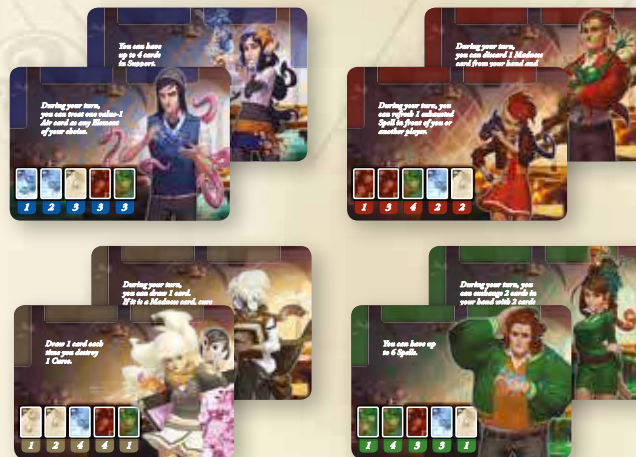 You can have
up to 4 cards
in Support.
During your turn,
you can treat one value-1
Air card as any Element
of your choice.
1 2 3 3 3
During your turn,
you can discard 1 Madness
card from your hand and
During your turn, you
can refresh 1 exhausted
Spell in front of you or
another player.
1 3 4 2 2
During your turn,
you can draw 1 card.
If it is a Madness card, cure
Draw 1 card each
time you destroy
1 Curse.
1 2 4 4 1
During your turn, you
can exchange 2 cards in
your hand with 2 cards
You can have up
to 6 Spells.
1 4 3 3 1